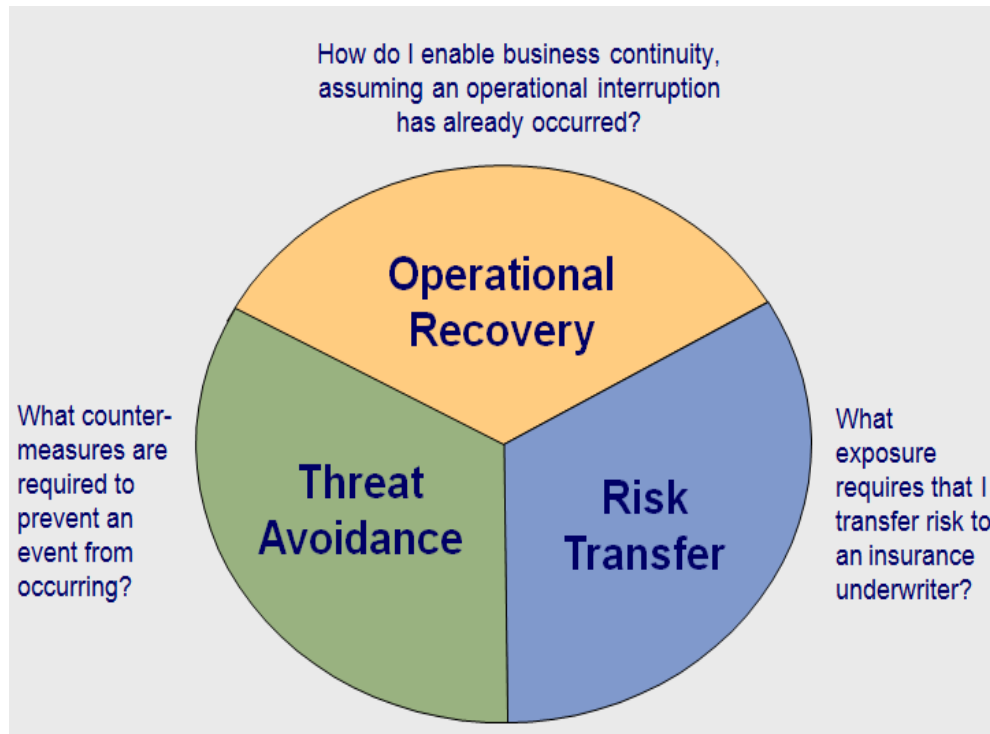 How do I enable business continuity,
assuming an operational interruption
has already occurred?
Operational
Recovery
What counter-
measures are
required to
prevent an
event from
occurring?
Threat
Avoidance
Risk
Transfer
What
exposure
requires that I
transfer risk to
an insurance
underwriter?